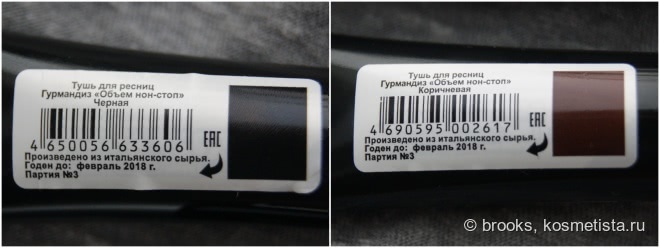 Тушь для ресниц
Гурмандиз «Объем нон-стоп»
Черная
4 650056 633606
EAC
Произведено из итальянского сырья.
Годен до: февраль 2018 г.
Партия №3
Тушь для ресниц
Гурмандиз «Объем нон-стоп»
Коричневая
4 690595 002617
EAC
Произведено из итальянского сырья.
Годен до: февраль 2018 г.
Партия №3
© brooks, kosmetista.ru